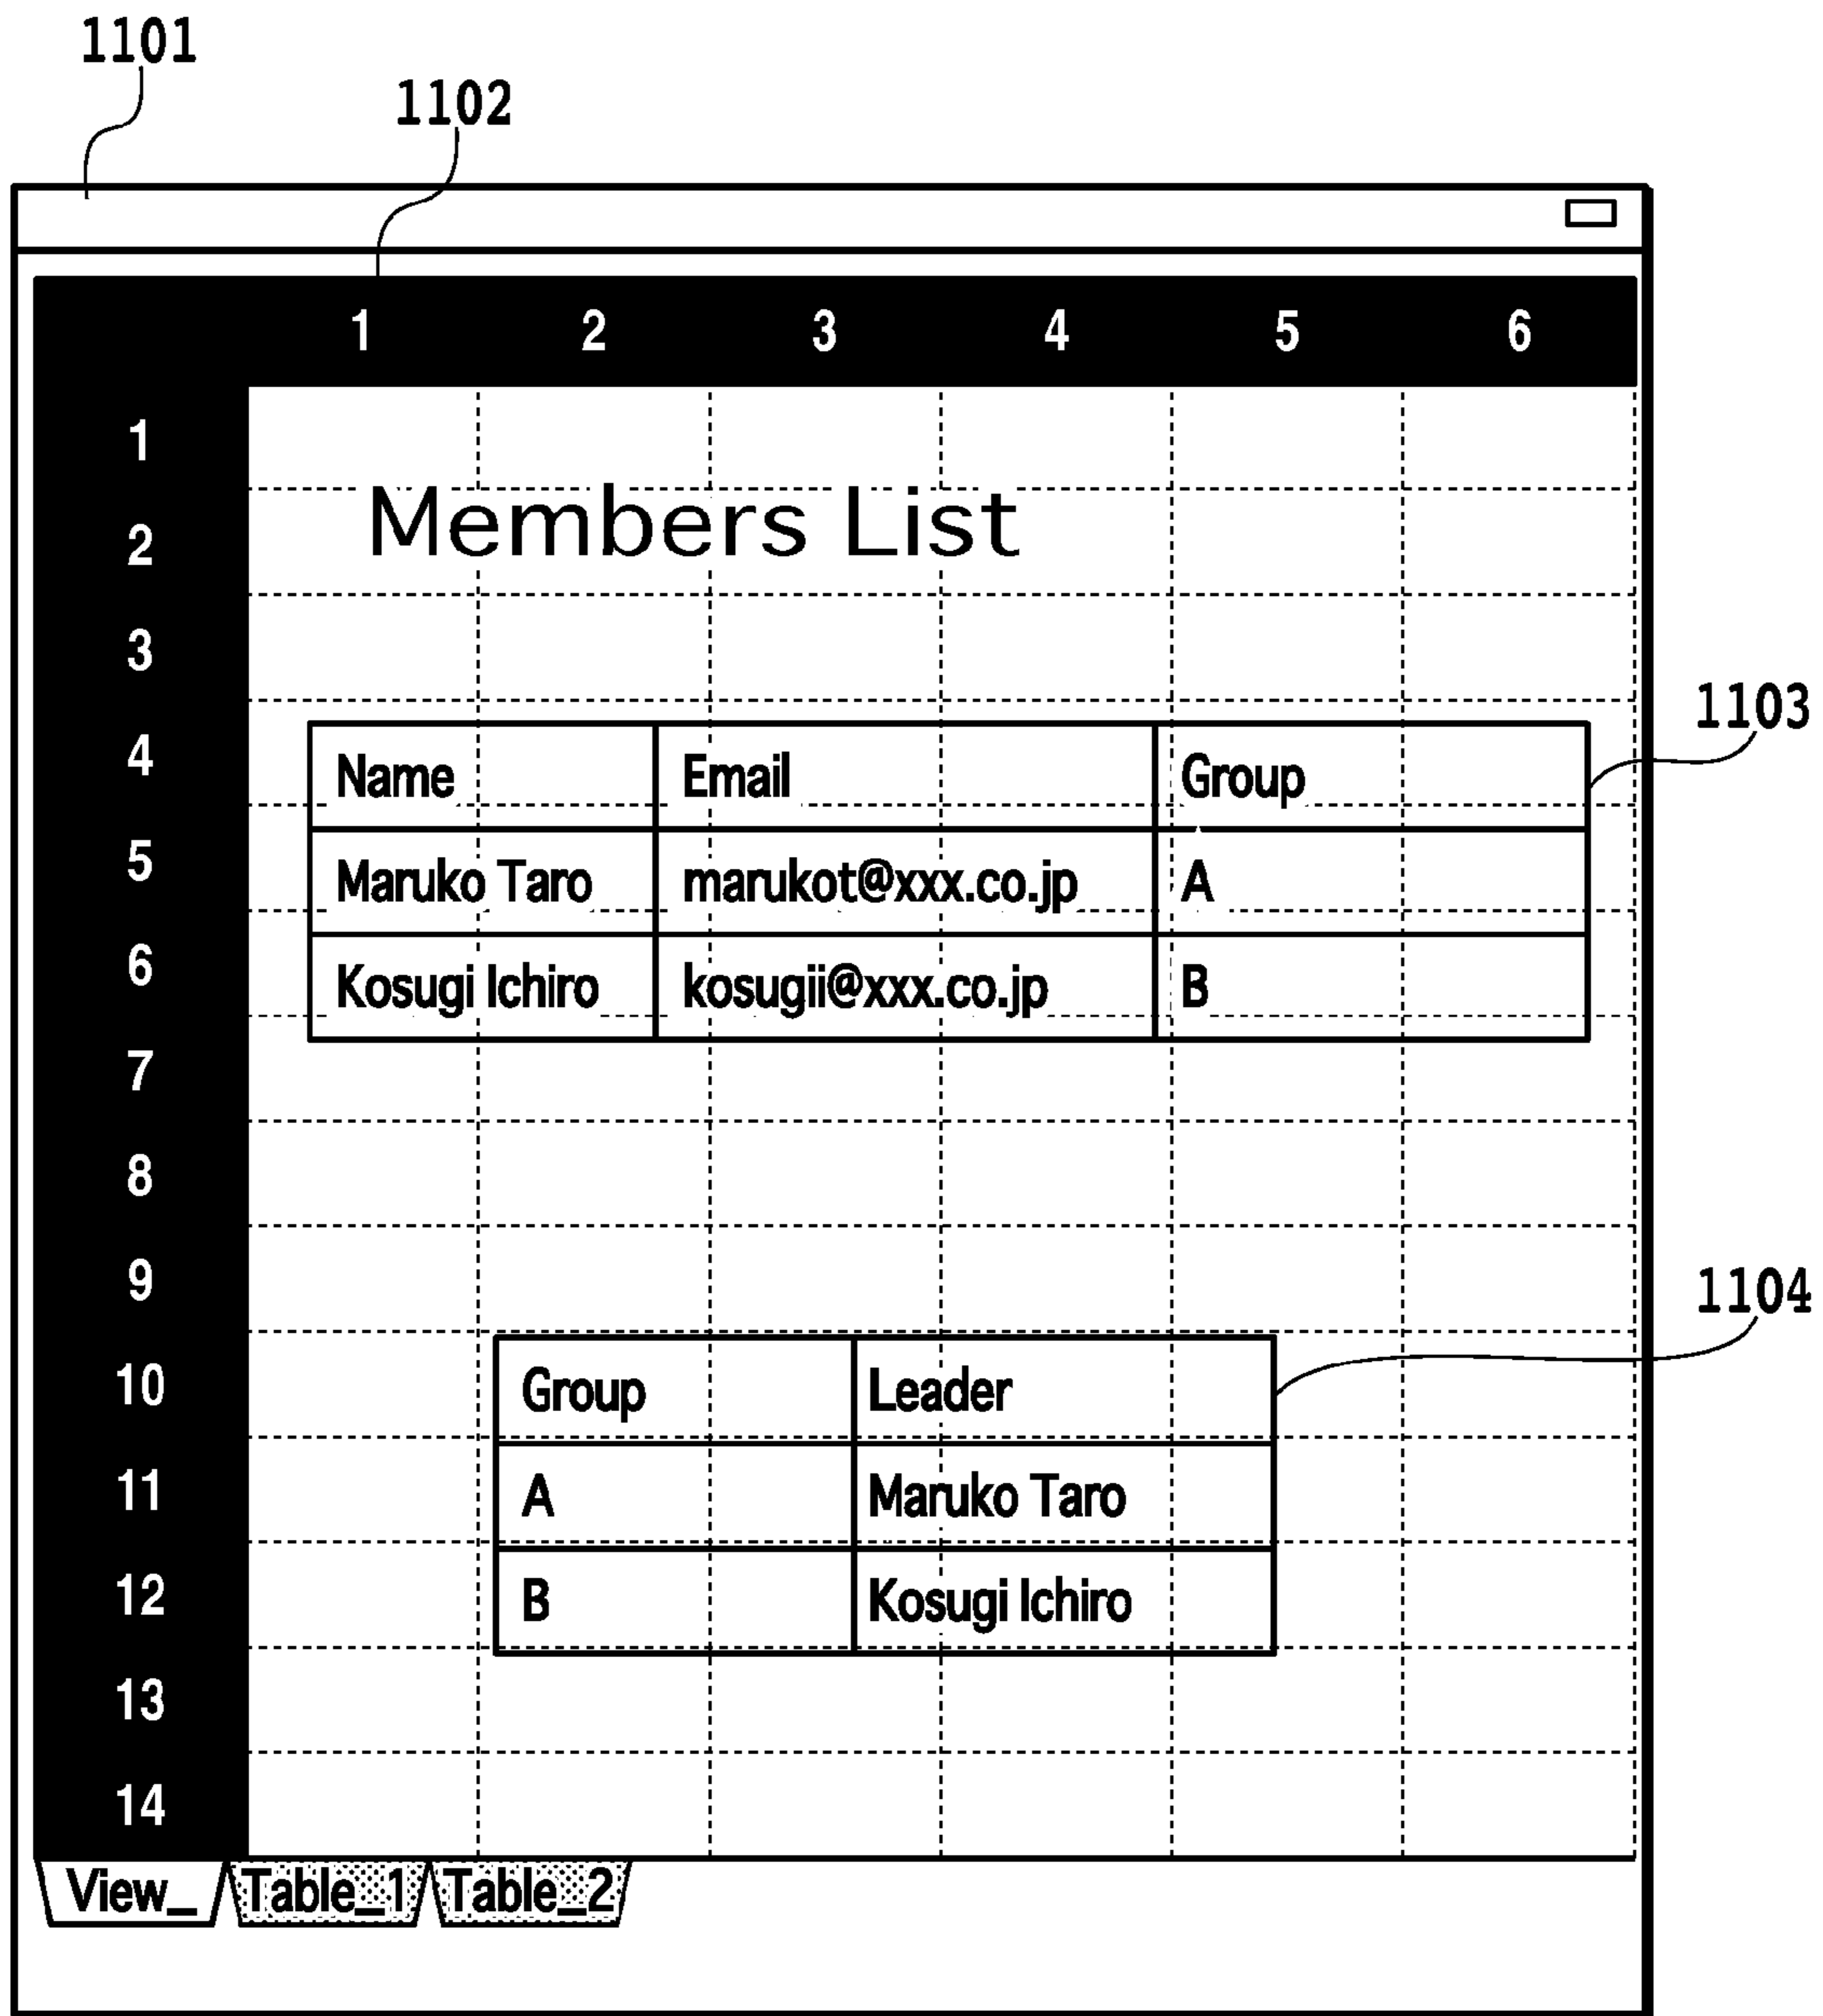 1101
1102
1 2 3 4 5 6
1
2 Members List
3
1103
4 Name Email Group
5 Maruko Taro marukot@xxx.co.jp A
6 Kosugi Ichiro kosugii@xxx.co.jp B
7
8
9
1104
10 Group Leader
11 A Maruko Taro
12 B Kosugi Ichiro
13
14
View_ Table_1 Table_2